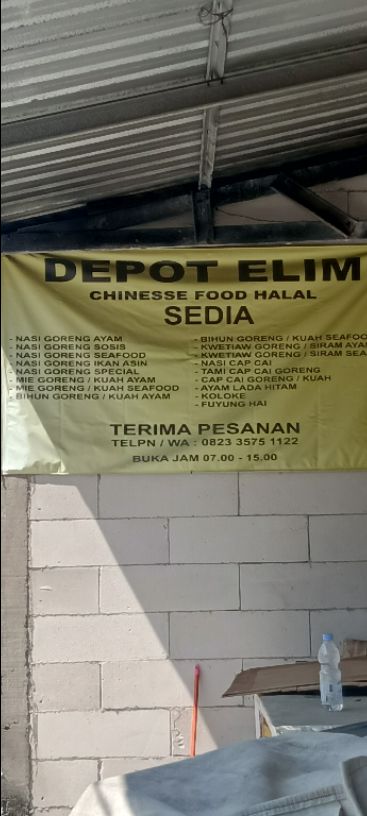 DEPOT ELIM
CHINESSE FOOD HALAL
SEDIA
- NASI GORENG AYAM
- NASI GORENG SOSIS
- NASI GORENG SEAFOOD
- NASI GORENG IKAN ASIN
- NASI GORENG SPECIAL
- MIE GORENG / KUAH AYAM
- MIE GORENG / KUAH SEAFOOD
- BIHUN GORENG / KUAH AYAM
- BIHUN GORENG / KUAH SEAFOO
- KWETIAW GORENG / SIRAM AYAM
- KWETIAW GORENG / SIRAM SEA
- NASI CAP CAI
- TAMI CAP CAI GORENG
- CAP CAI GORENG / KUAH
- AYAM LADA HITAM
- KOLOKE
- FUYUNG HAI
TERIMA PESANAN
TELPN / WA : 0823 3575 1122
BUKA JAM 07.00 - 15.00